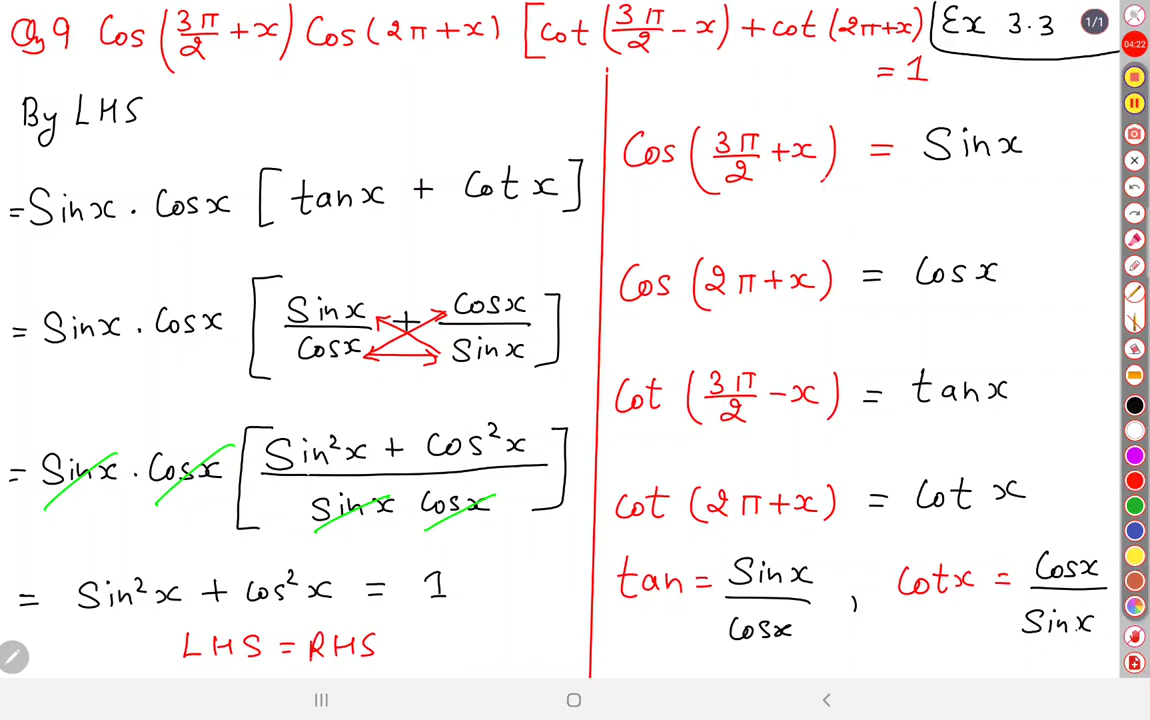 Q9 Cos (3π/2 + x) Cos (2π + x) [cot (3π/2 - x) + cot (2π + x)
= 1
Ex 3.3
1/1
04:22
By LHS
= Sinx . Cosx [ tanx + Cotx ]
= Sinx . Cosx [ Sinx/Cosx + Cosx/Sinx ]
= Sinx . Cosx [ Sin²x + Cos²x / Sinx Cosx ]
= Sin²x + Cos²x = 1
LHS = RHS
Cos (3π/2 + x) = Sinx
Cos (2π + x) = Cosx
Cot (3π/2 - x) = tanx
Cot (2π + x) = Cotx
tan = Sinx/Cosx , Cotx = Cosx/Sinx